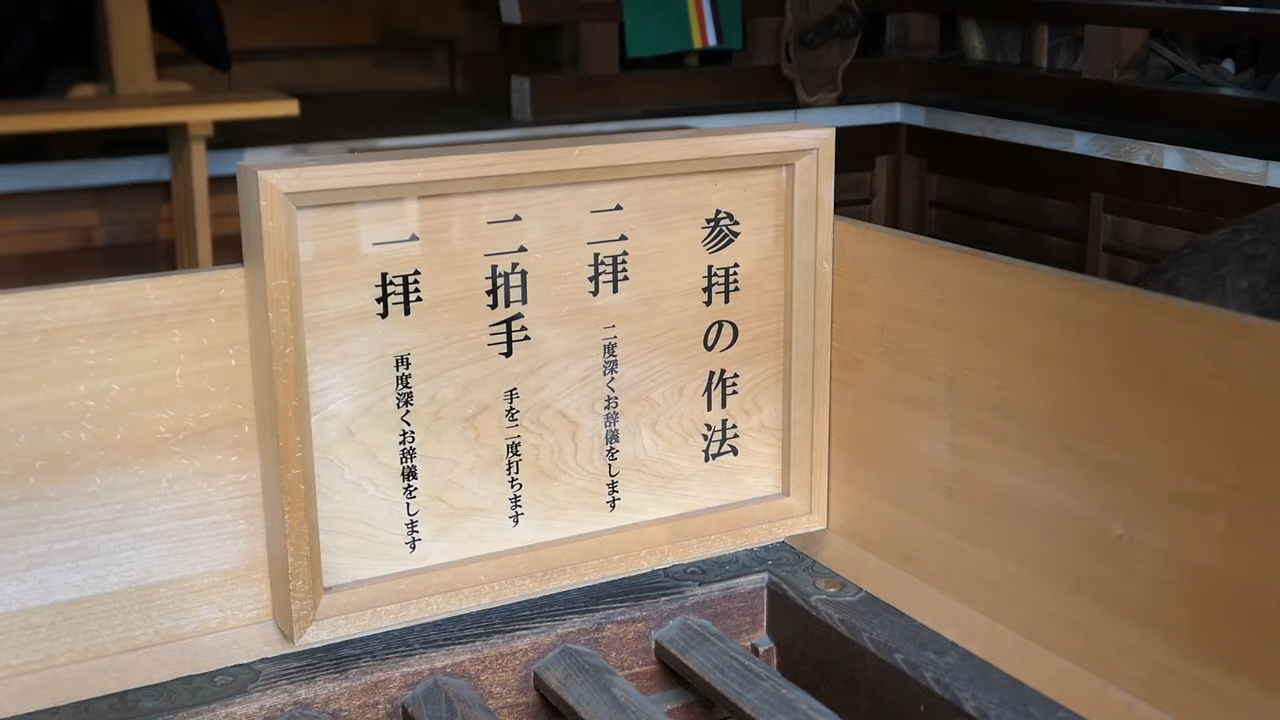 参拝の作法
二拝 二度深くお辞儀をします
二拍手 手を二度打ちます
一拝 再度深くお辞儀をします